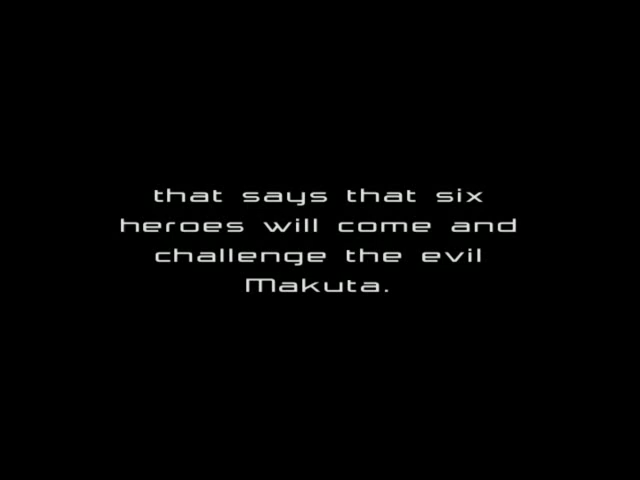 that says that six
heroes will come and
challenge the evil
Makuta.